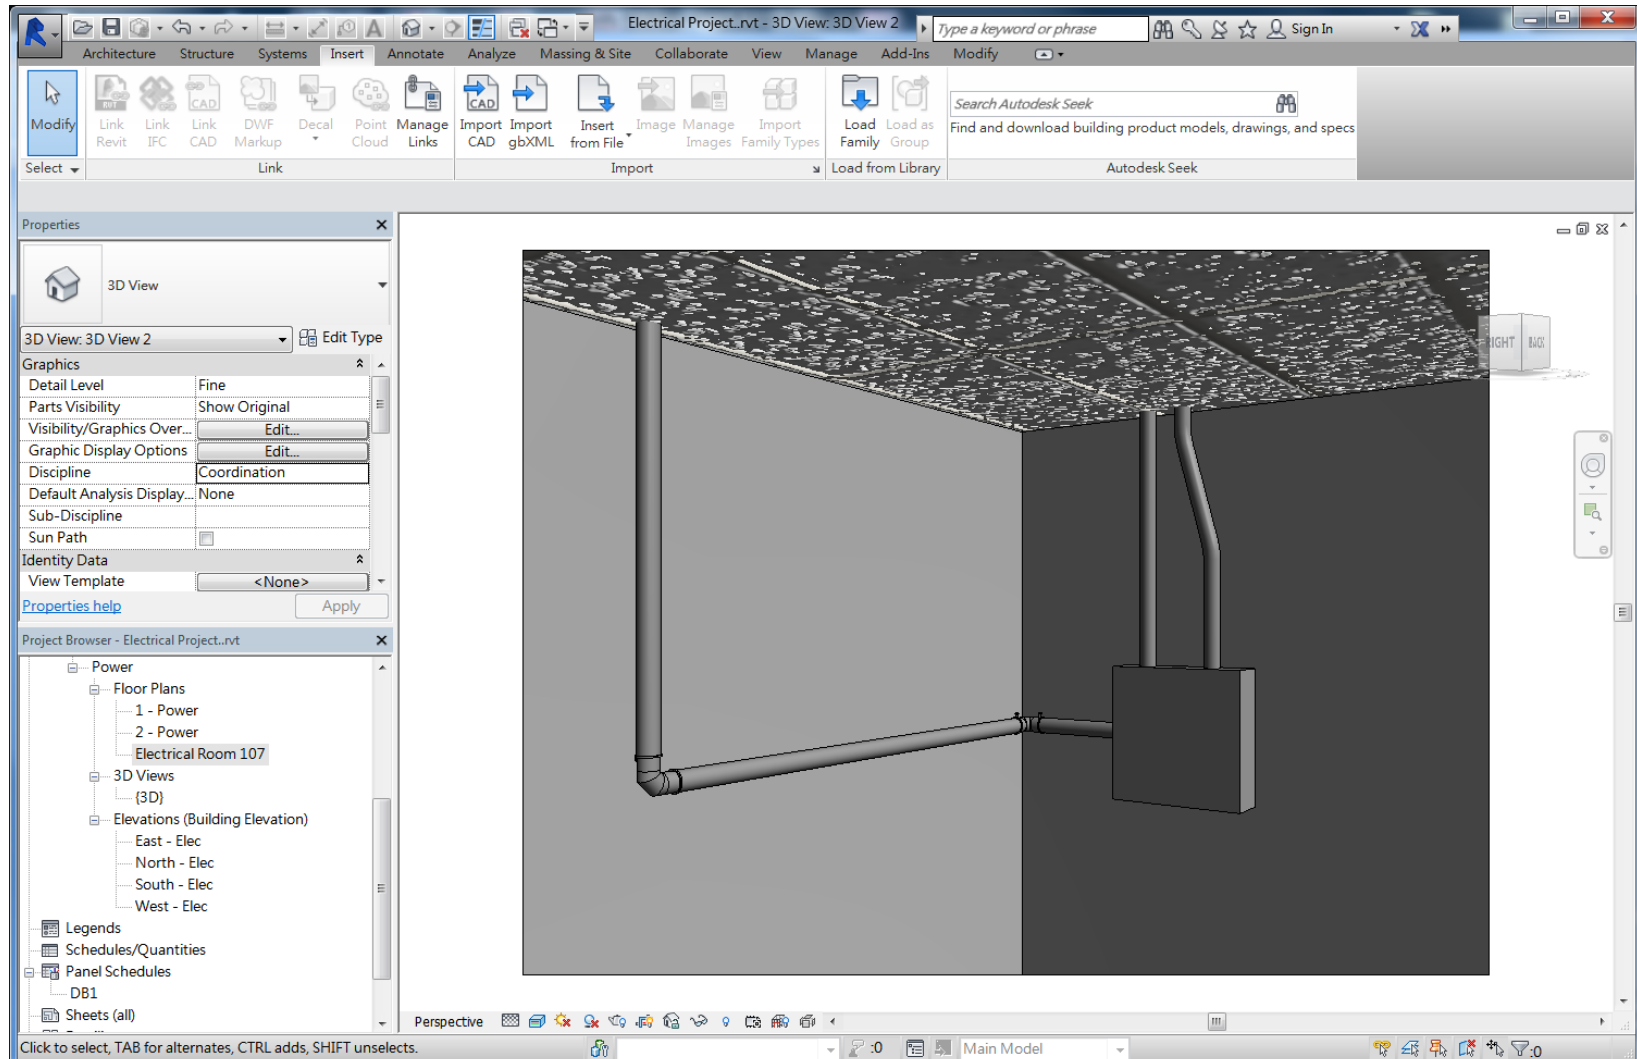 Electrical Project..rvt - 3D View: 3D View 2
Type a keyword or phrase
Sign In
Architecture Structure Systems Insert Annotate Analyze Massing & Site Collaborate View Manage Add-Ins Modify
Modify
Link Revit
Link IFC
Link CAD
DWF Markup
Decal
Point Cloud
Manage Links
Import CAD
Import gbXML
Insert from File
Image
Manage Images
Import Family Types
Load Family
Load as Group
Search Autodesk Seek
Find and download building product models, drawings, and specs
Select
Link
Import
Load from Library
Autodesk Seek
Properties
3D View
3D View: 3D View 2
Edit Type
Graphics
Detail Level Fine
Parts Visibility Show Original
Visibility/Graphics Over... Edit...
Graphic Display Options Edit...
Discipline Coordination
Default Analysis Display... None
Sub-Discipline
Sun Path
Identity Data
View Template <None>
Properties help Apply
Project Browser - Electrical Project..rvt
Power
Floor Plans
1 - Power
2 - Power
Electrical Room 107
3D Views
{3D}
Elevations (Building Elevation)
East - Elec
North - Elec
South - Elec
West - Elec
Legends
Schedules/Quantities
Panel Schedules
DB1
Sheets (all)
RIGHT BACK
Perspective
Click to select, TAB for alternates, CTRL adds, SHIFT unselects.
:0
Main Model
:0